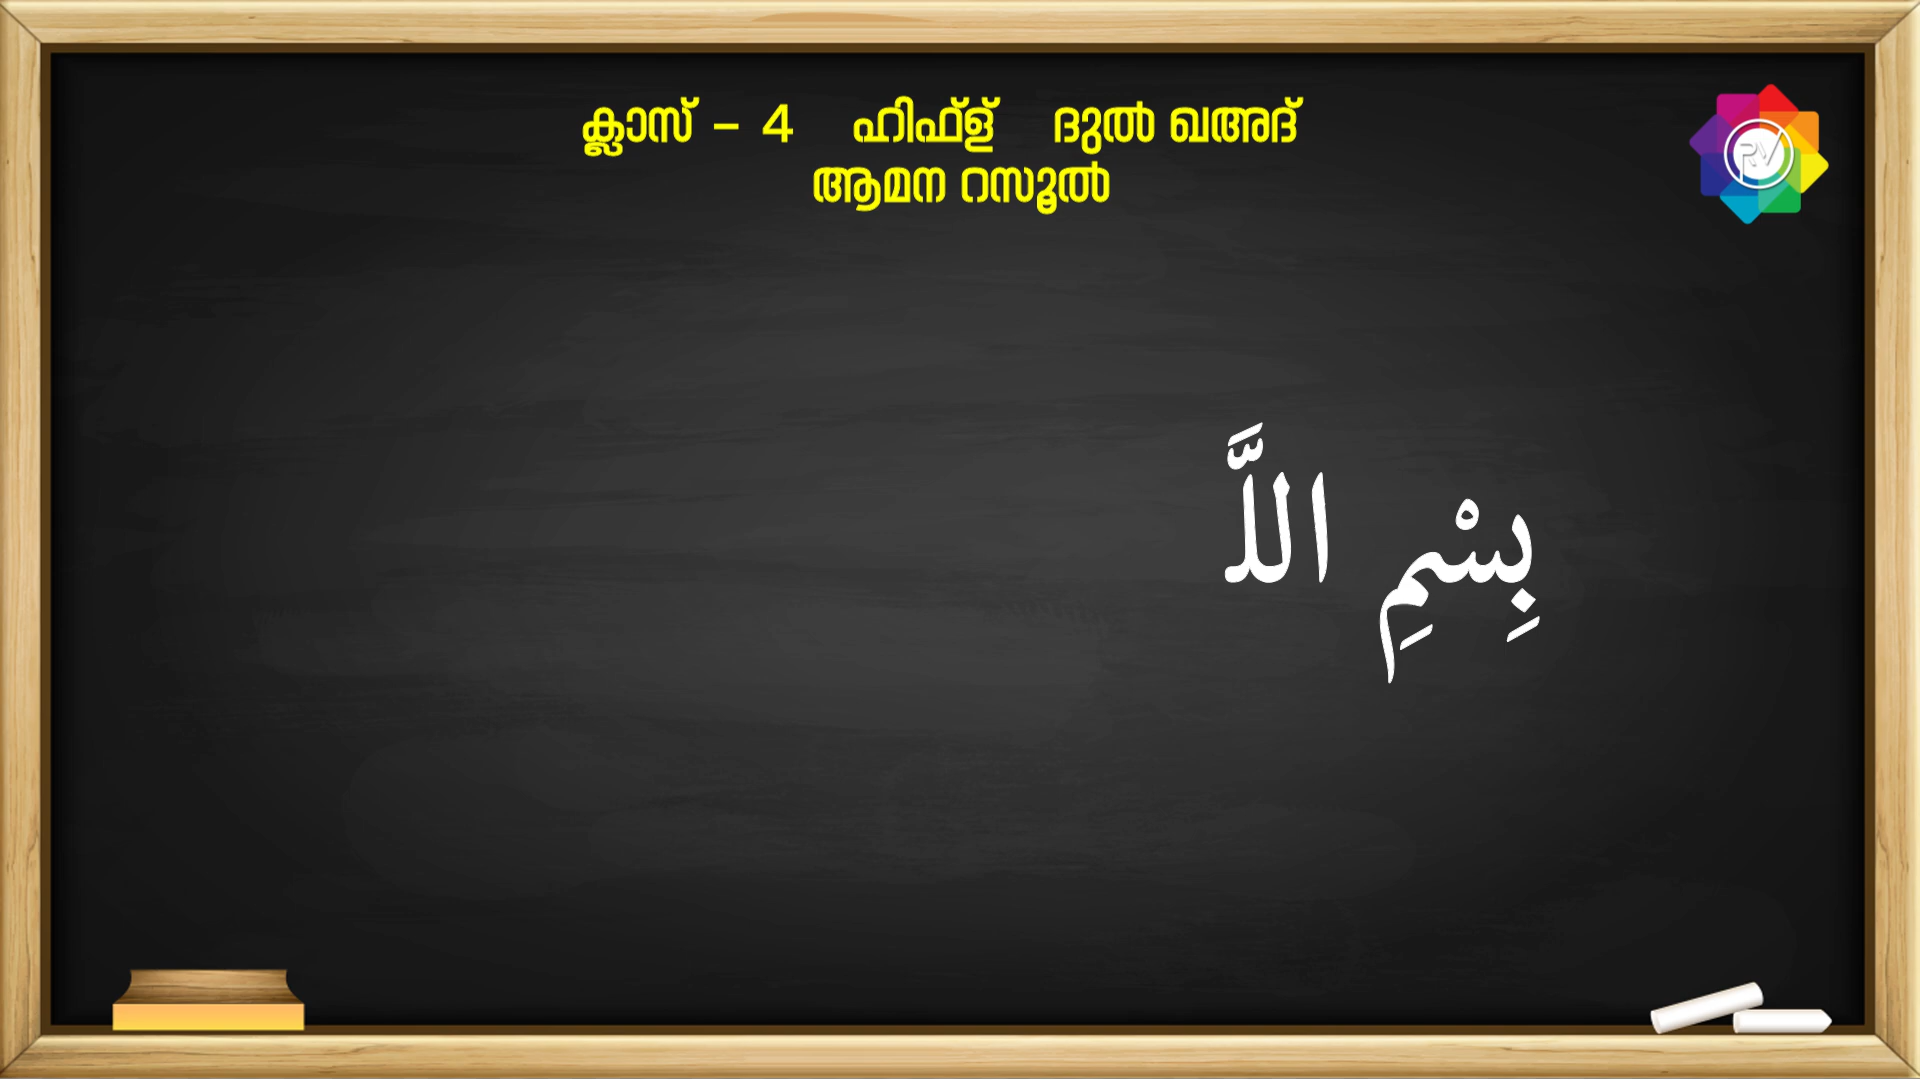 ക്ലാസ് – 4 ഹിഫ്ള് ദുൽ ഖഅദ്
ആമന റസൂൽ
بِسْمِ اللَّ